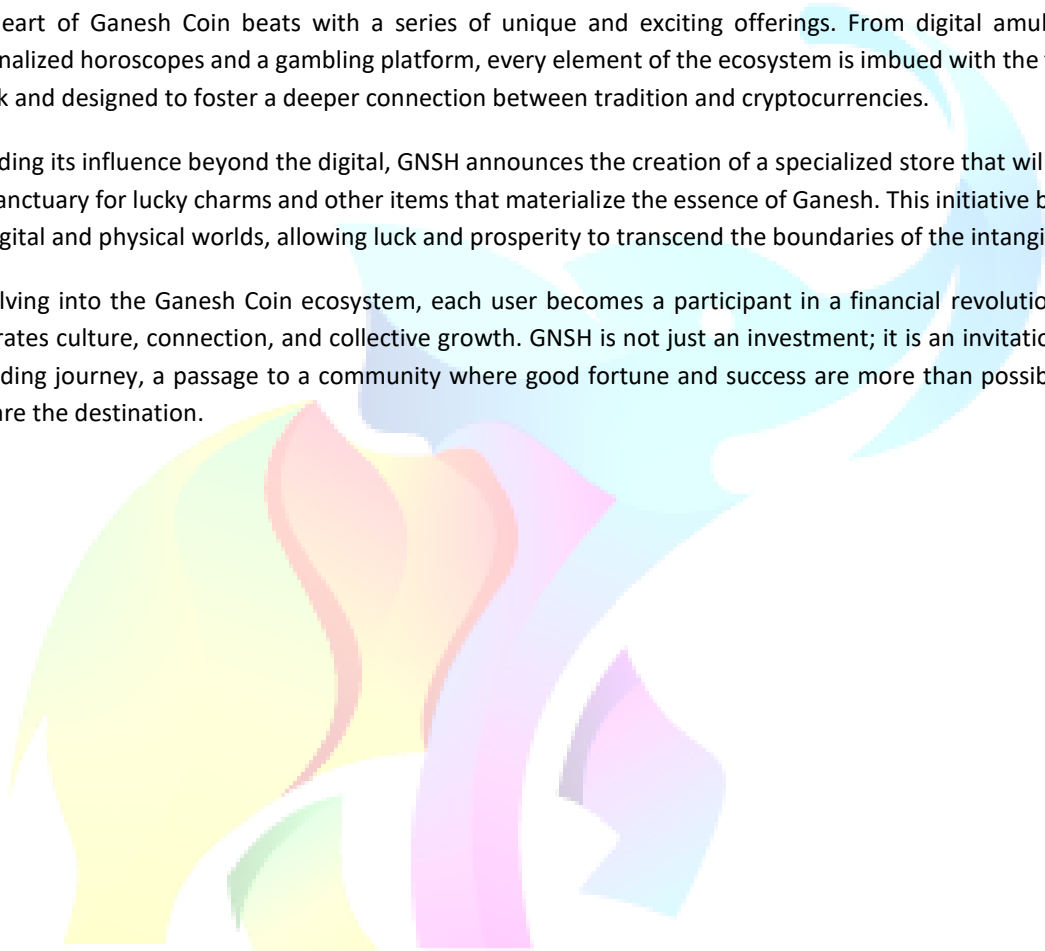 eart of Ganesh Coin beats with a series of unique and exciting offerings. From digital amul
nalized horoscopes and a gambling platform, every element of the ecosystem is imbued with the
k and designed to foster a deeper connection between tradition and cryptocurrencies.
ding its influence beyond the digital, GNSH announces the creation of a specialized store that wil
anctuary for lucky charms and other items that materialize the essence of Ganesh. This initiative b
igital and physical worlds, allowing luck and prosperity to transcend the boundaries of the intangi
lving into the Ganesh Coin ecosystem, each user becomes a participant in a financial revolutio
rates culture, connection, and collective growth. GNSH is not just an investment; it is an invitatio
ding journey, a passage to a community where good fortune and success are more than possib
are the destination.